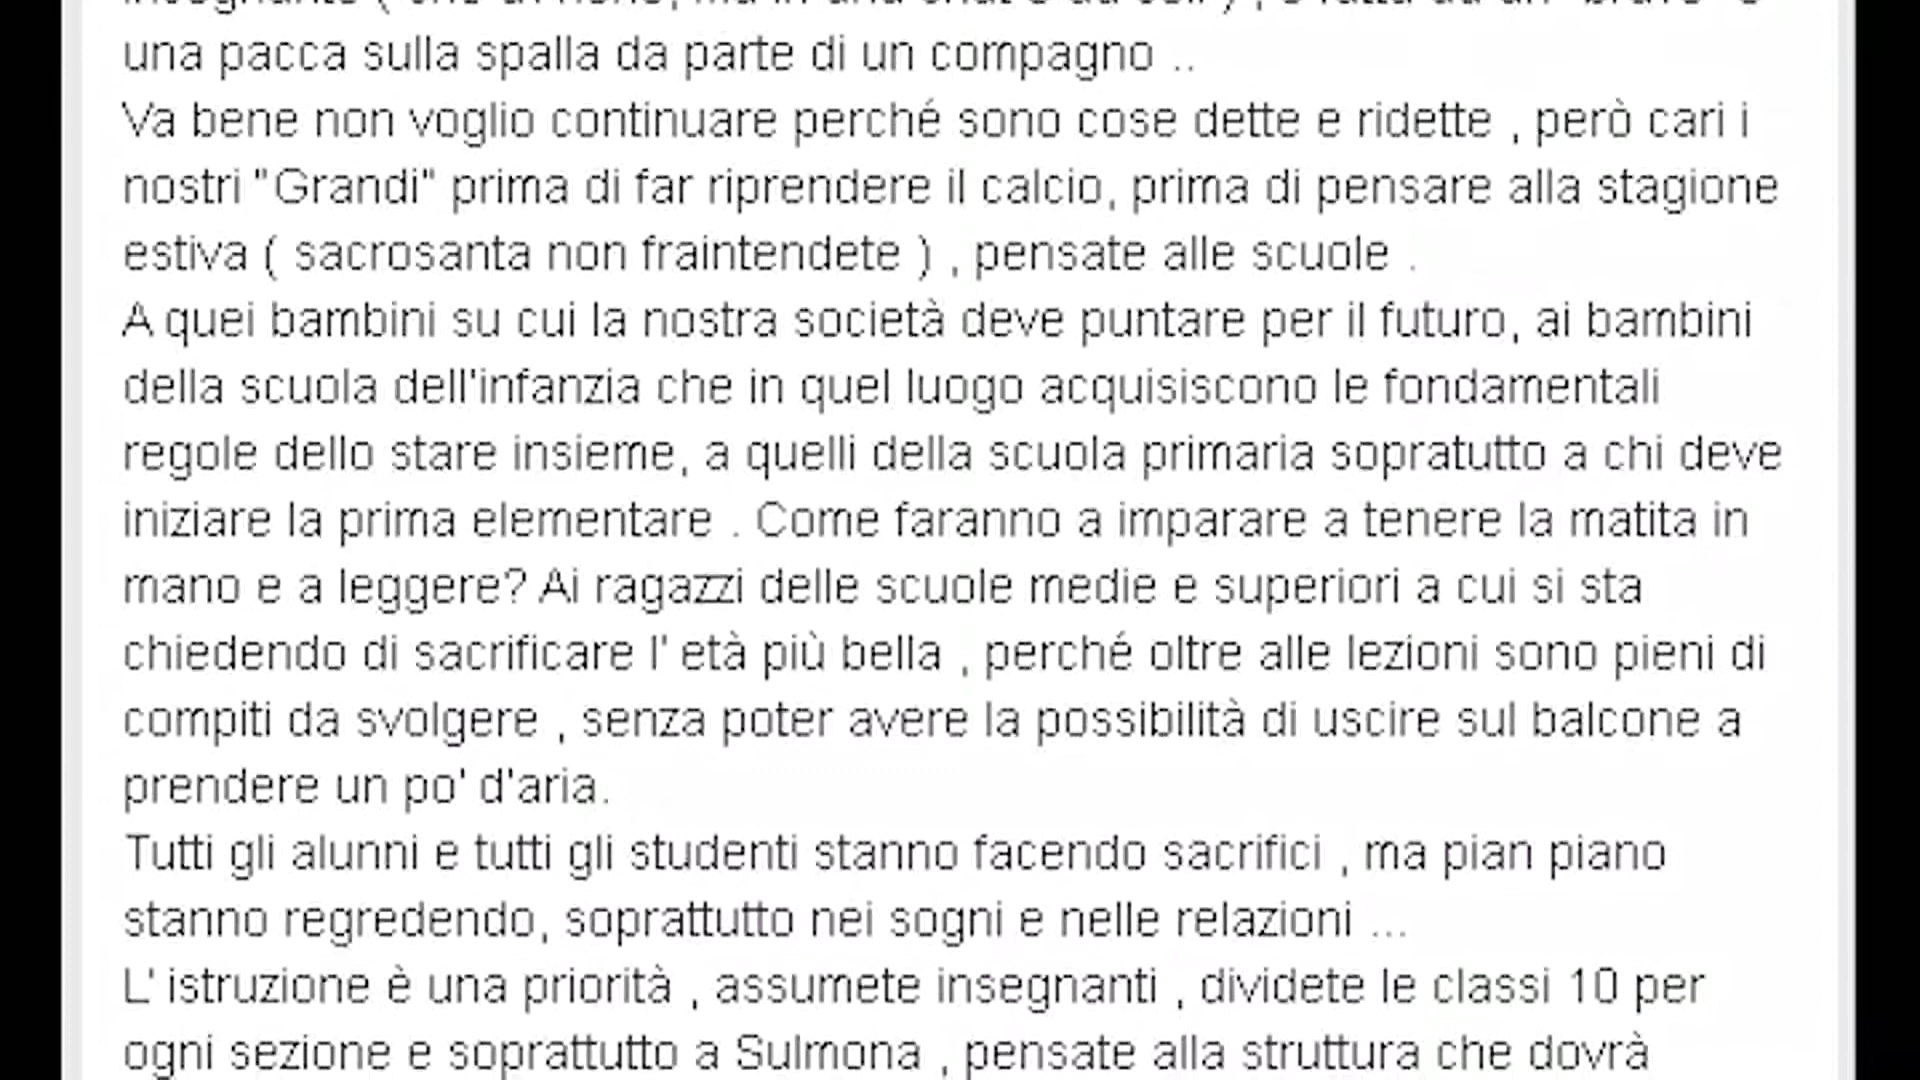 una pacca sulla spalla da parte di un compagno ..
Va bene non voglio continuare perché sono cose dette e ridette , però cari i
nostri "Grandi" prima di far riprendere il calcio, prima di pensare alla stagione
estiva ( sacrosanta non fraintendete ) , pensate alle scuole .
A quei bambini su cui la nostra società deve puntare per il futuro, ai bambini
della scuola dell'infanzia che in quel luogo acquisiscono le fondamentali
regole dello stare insieme, a quelli della scuola primaria sopratutto a chi deve
iniziare la prima elementare . Come faranno a imparare a tenere la matita in
mano e a leggere? Ai ragazzi delle scuole medie e superiori a cui si sta
chiedendo di sacrificare l' età più bella , perché oltre alle lezioni sono pieni di
compiti da svolgere , senza poter avere la possibilità di uscire sul balcone a
prendere un po' d'aria.
Tutti gli alunni e tutti gli studenti stanno facendo sacrifici , ma pian piano
stanno regredendo, soprattutto nei sogni e nelle relazioni ...
L' istruzione è una priorità , assumete insegnanti , dividete le classi 10 per
ogni sezione e soprattutto a Sulmona , pensate alla struttura che dovrà